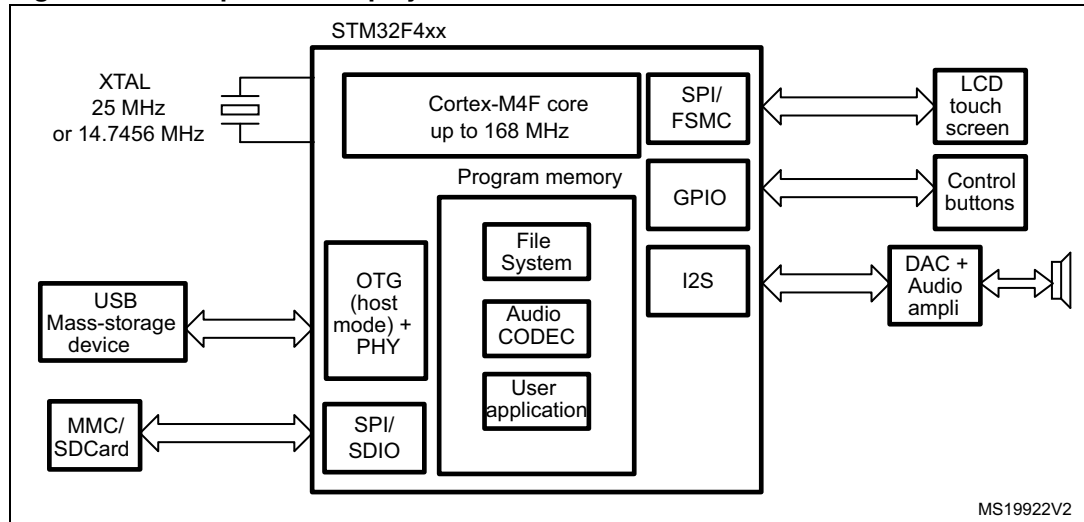 STM32F4xx
XTAL
25 MHz
or 14.7456 MHz
Cortex-M4F core
up to 168 MHz
SPI/
FSMC
LCD
touch
screen
Program memory
GPIO
Control
buttons
File
System
I2S
DAC +
Audio
ampli
OTG
(host
mode) +
PHY
USB
Mass-storage
device
Audio
CODEC
User
application
MMC/
SDCard
SPI/
SDIO
MS19922V2